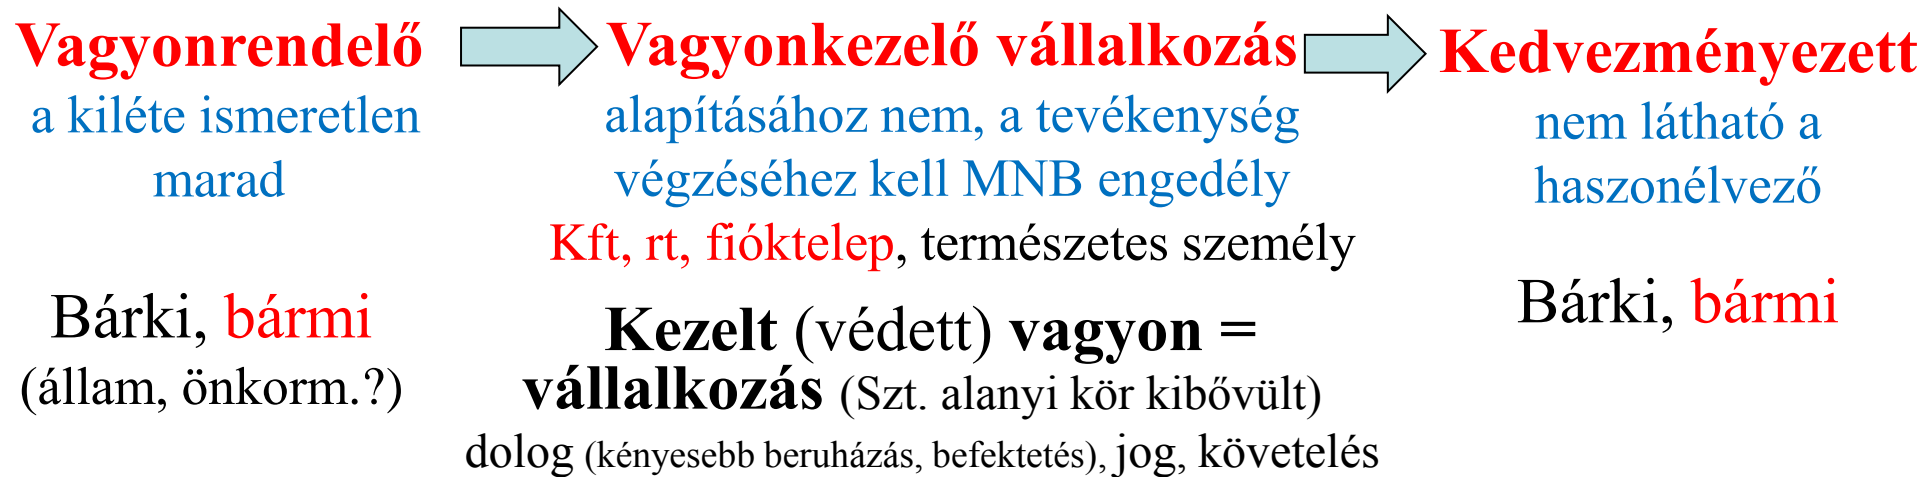 Vagyonrendelő
a kiléte ismeretlen
marad
Bárki, bármi
(állam, önkorm.?)
Vagyonkezelő vállalkozás
alapításához nem, a tevékenység
végzéséhez kell MNB engedély
Kft, rt, fióktelep, természetes személy
Kezelt (védett) vagyon =
vállalkozás (Szt. alanyi kör kibővült)
dolog (kényesebb beruházás, befektetés), jog, követelés
Kedvezményezett
nem látható a
haszonélvező
Bárki, bármi